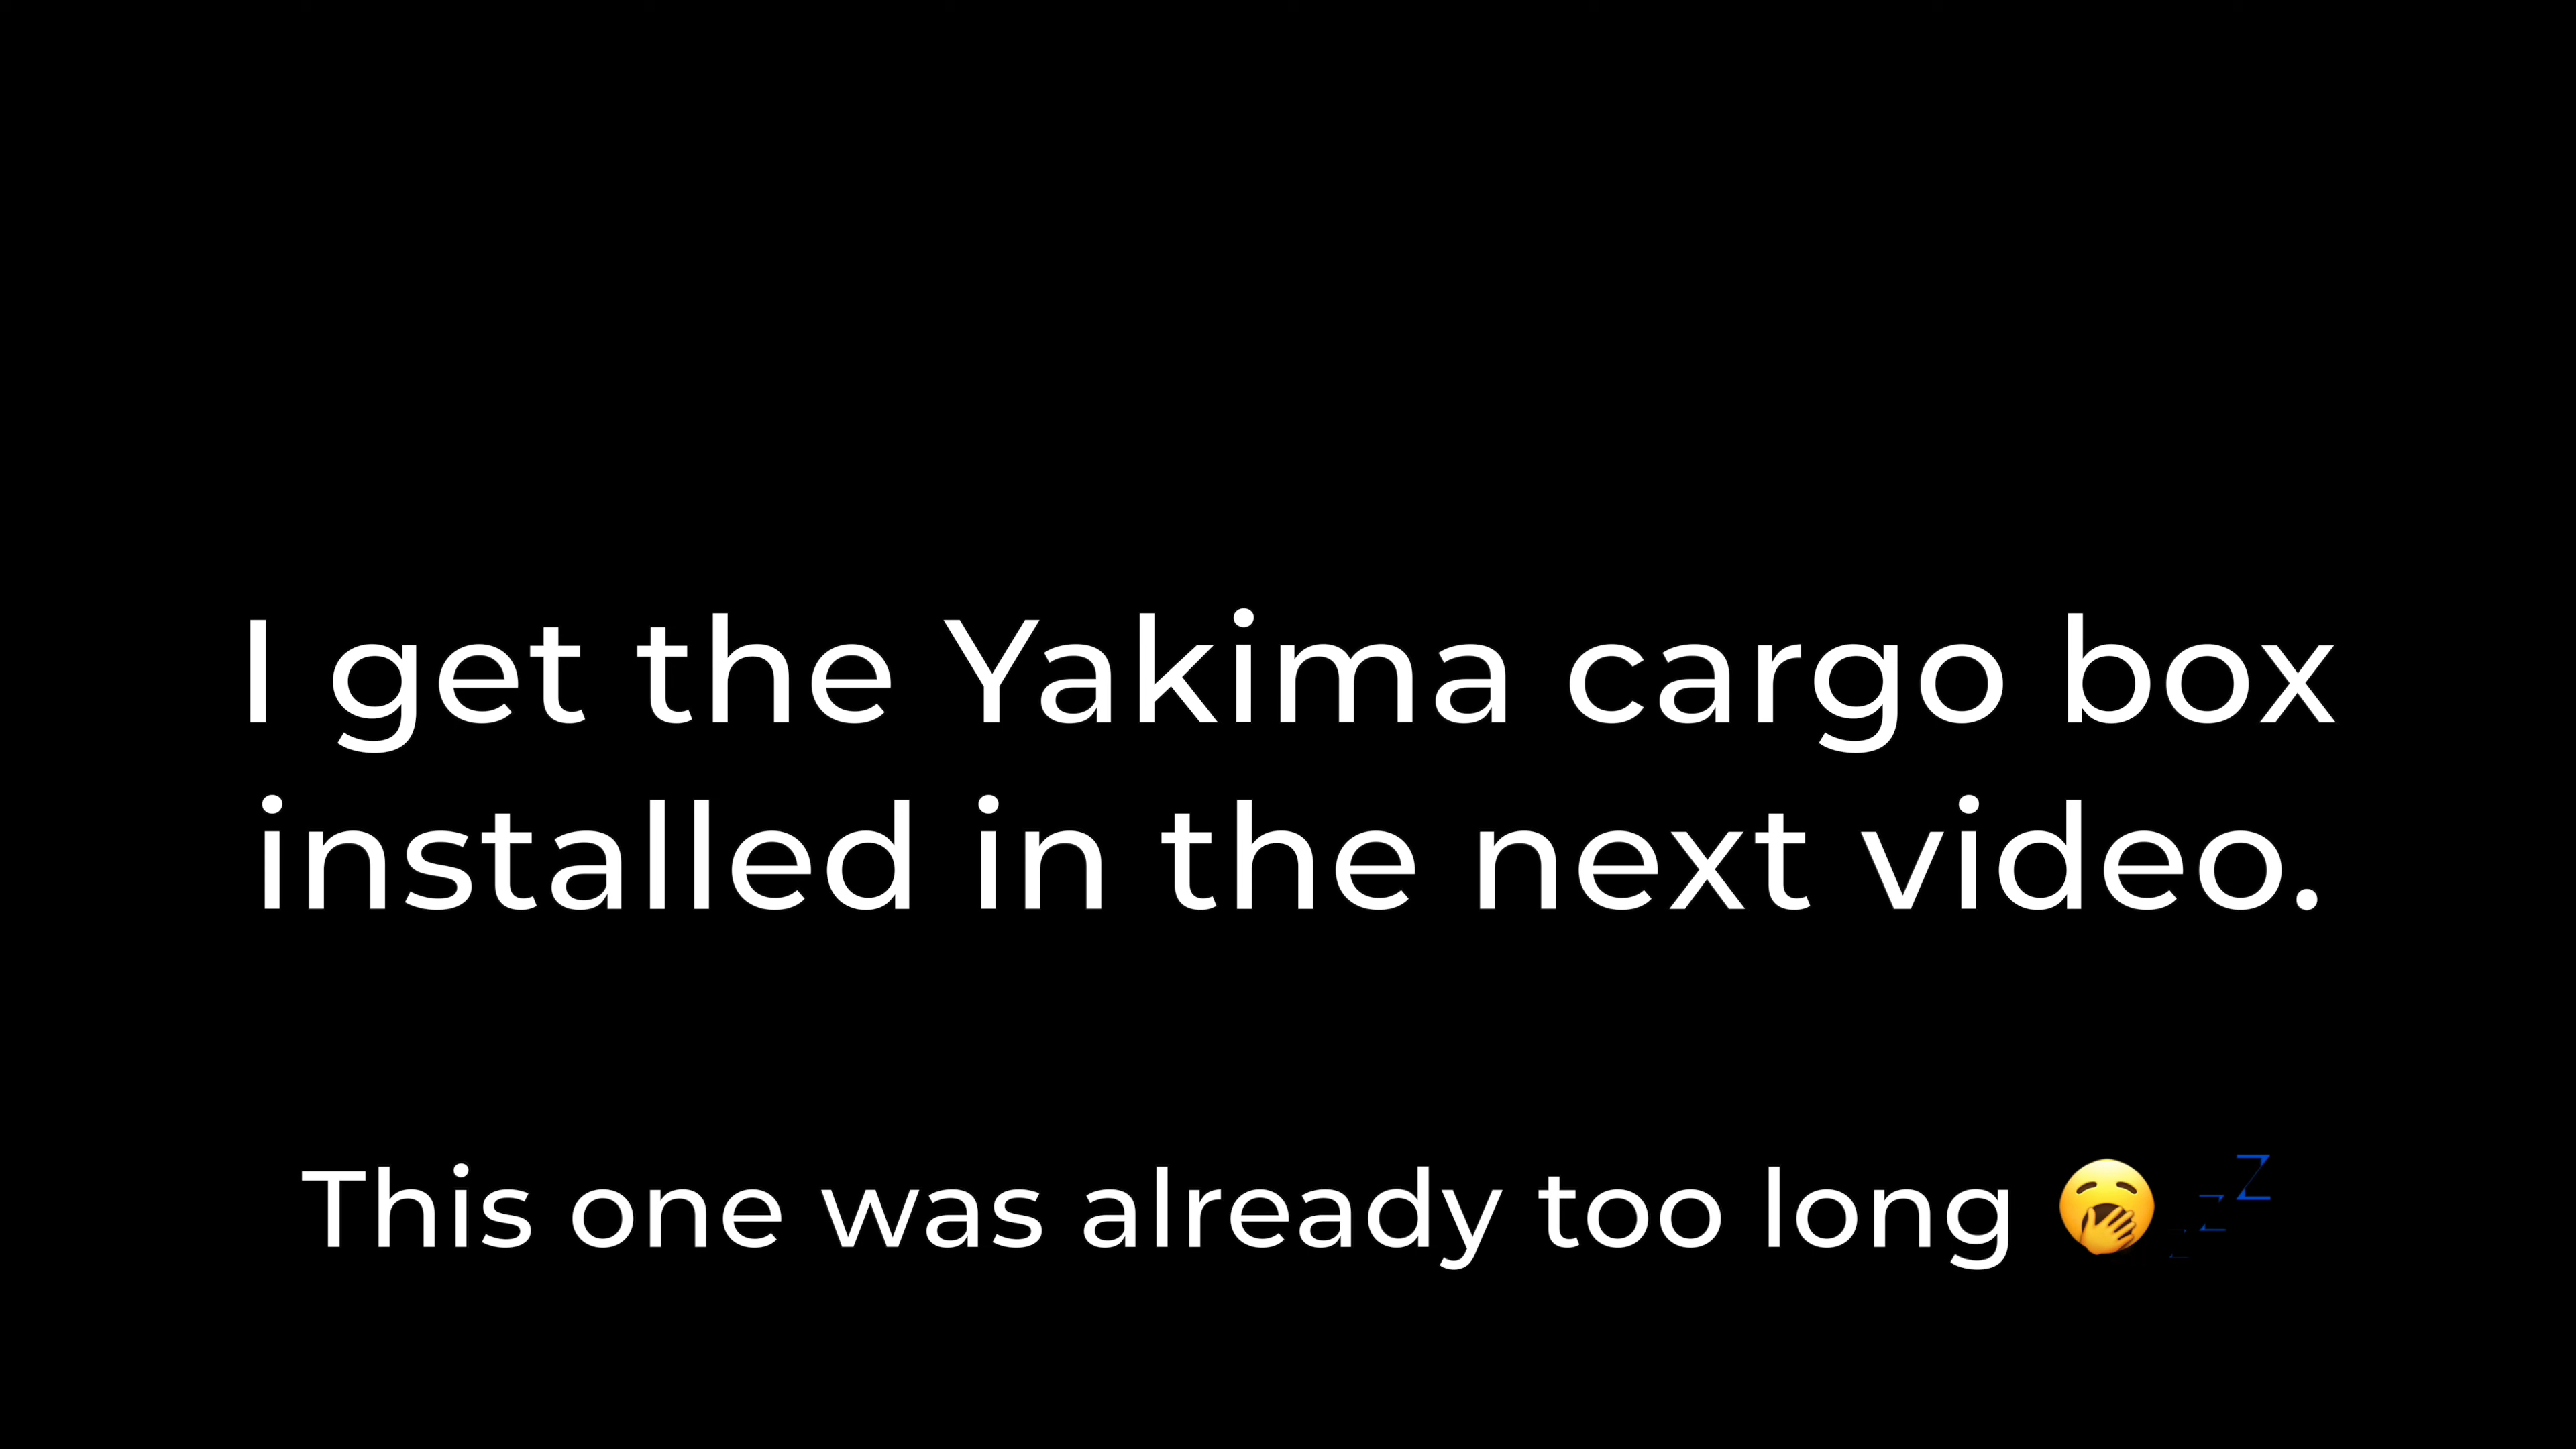 I get the Yakima cargo box
installed in the next video.
This one was already too long 🥱💤